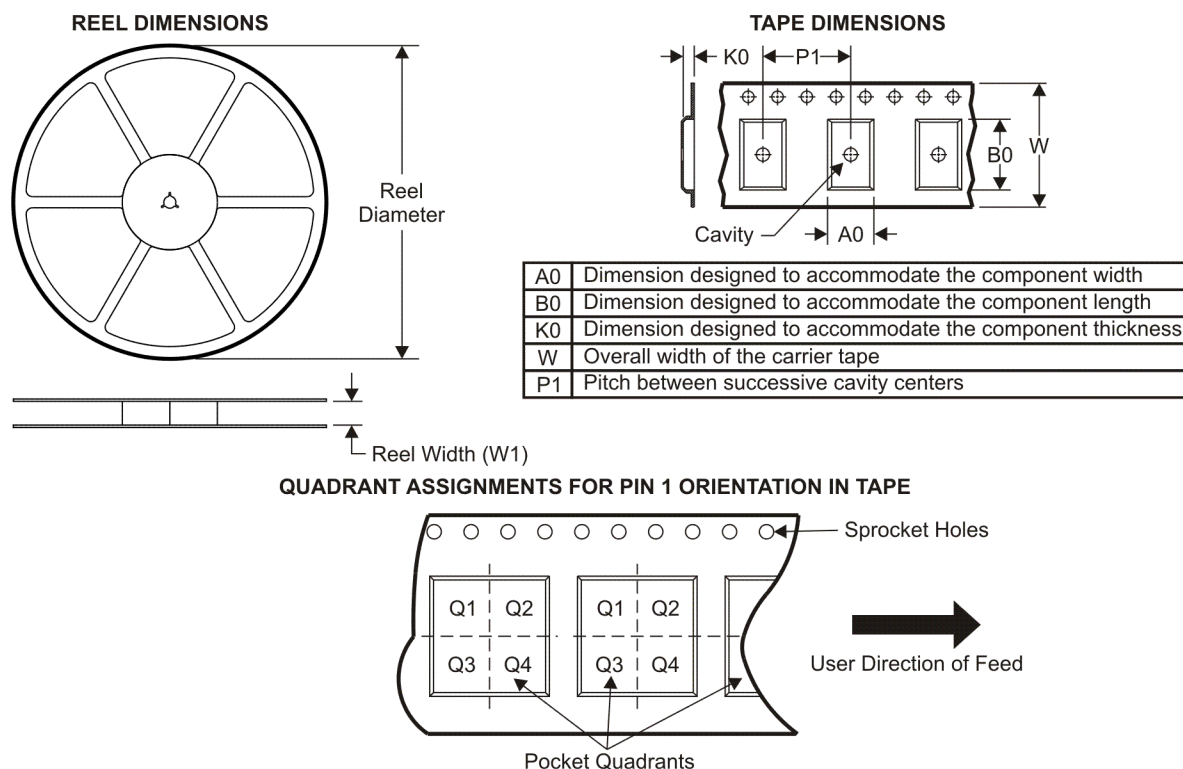 REEL DIMENSIONS
Reel
Diameter
Reel Width (W1)
TAPE DIMENSIONS
K0
P1
B0
W
Cavity
A0
A0 Dimension designed to accommodate the component width
B0 Dimension designed to accommodate the component length
K0 Dimension designed to accommodate the component thickness
W Overall width of the carrier tape
P1 Pitch between successive cavity centers
QUADRANT ASSIGNMENTS FOR PIN 1 ORIENTATION IN TAPE
Sprocket Holes
Q1 Q2 Q1 Q2
Q3 Q4 Q3 Q4
User Direction of Feed
Pocket Quadrants